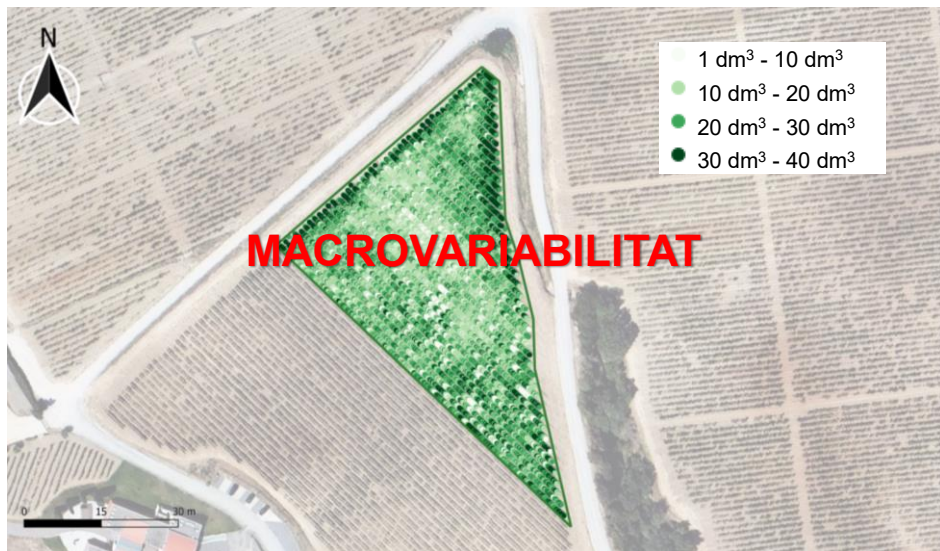 N
1 dm³ - 10 dm³
10 dm³ - 20 dm³
20 dm³ - 30 dm³
30 dm³ - 40 dm³
MACROVARIABILITAT
0 15 30 m